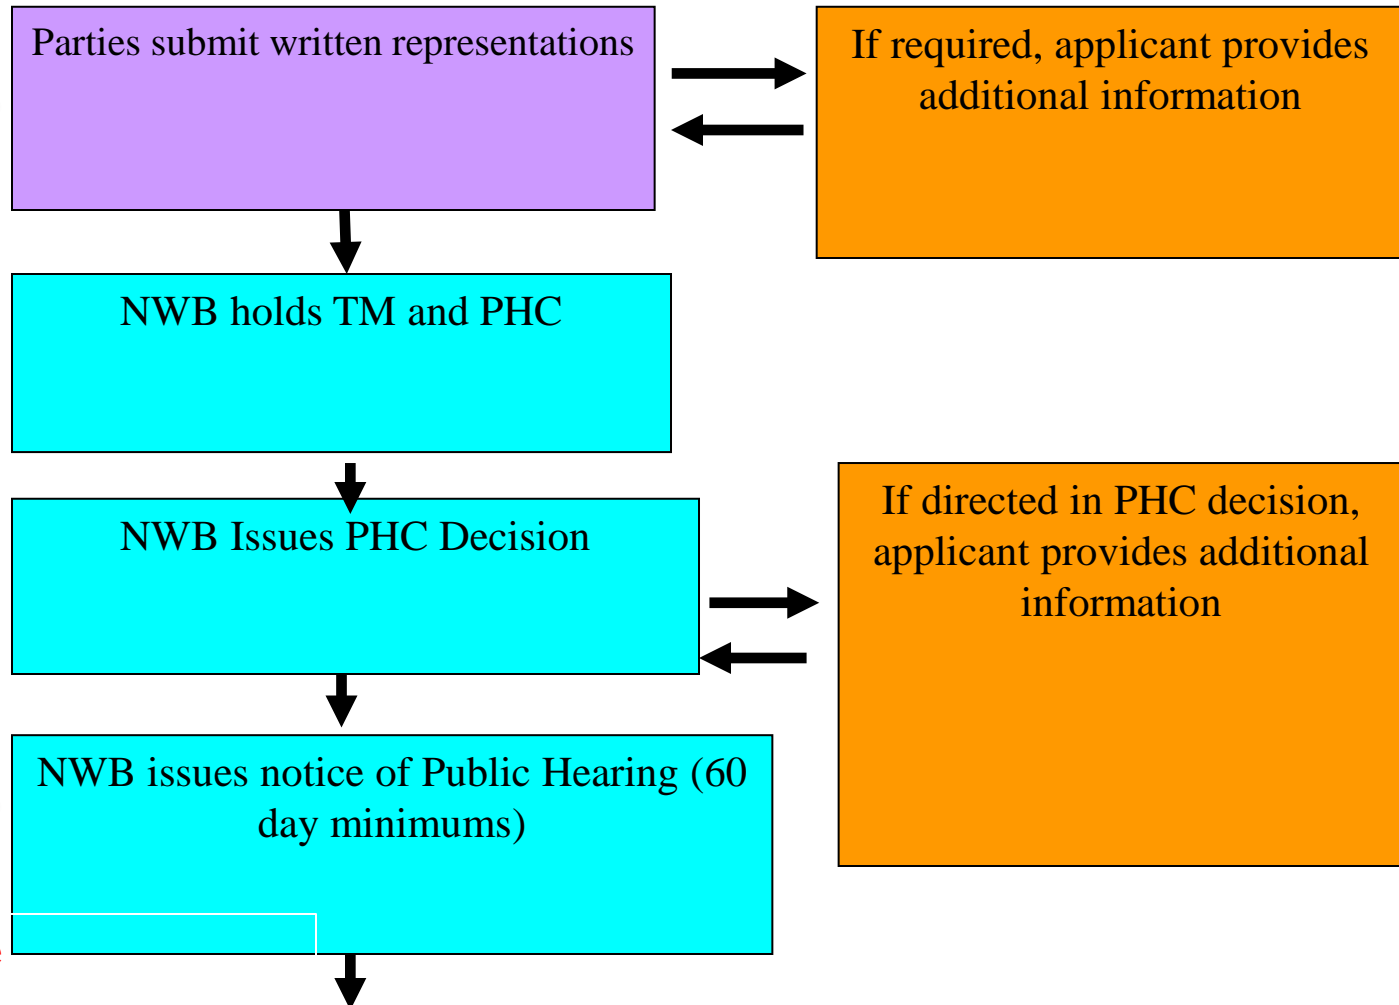 Parties submit written representations
If required, applicant provides
additional information
NWB holds TM and PHC
NWB Issues PHC Decision
If directed in PHC decision,
applicant provides additional
information
NWB issues notice of Public Hearing (60
day minimums)